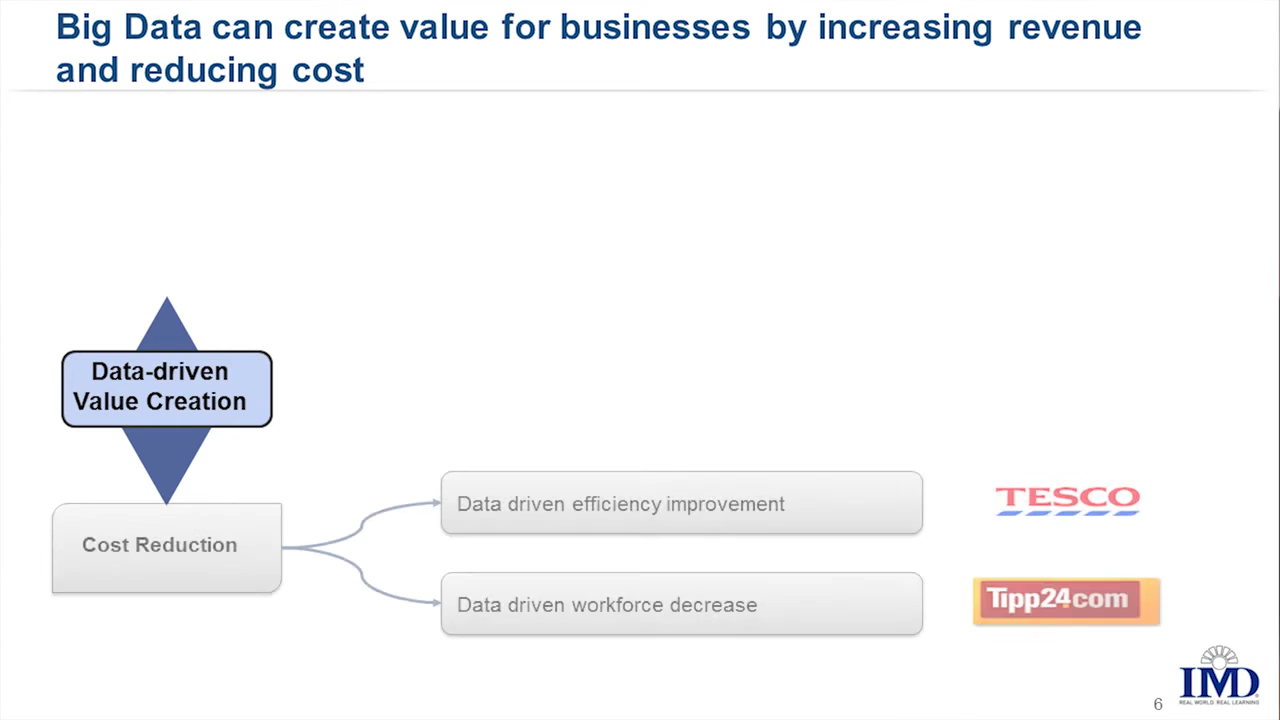 Big Data can create value for businesses by increasing revenue
and reducing cost
Data-driven
Value Creation
Cost Reduction
Data driven efficiency improvement
TESCO
Data driven workforce decrease
Tipp24.com
IMD
REAL WORLD. REAL LEARNING
6